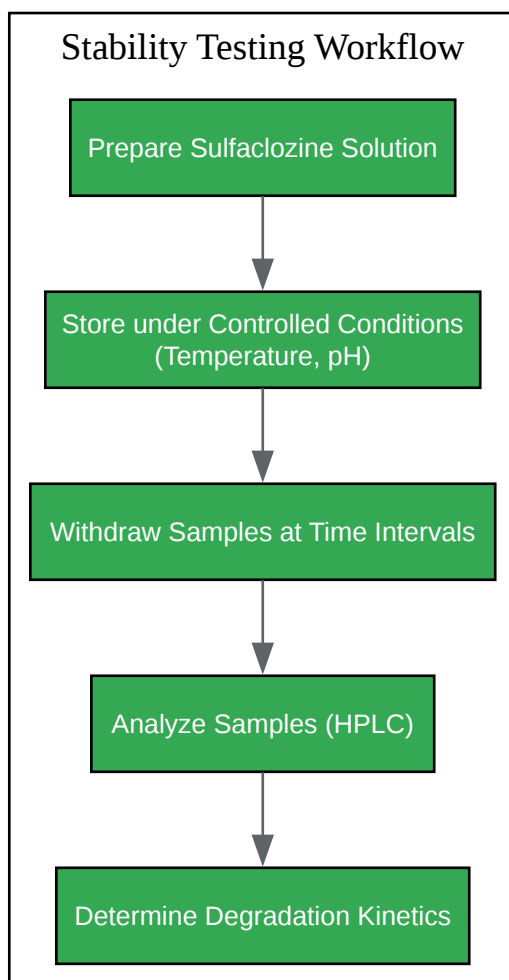 Stability Testing Workflow
Prepare Sulfaclozine Solution
Store under Controlled Conditions
(Temperature, pH)
Withdraw Samples at Time Intervals
Analyze Samples (HPLC)
Determine Degradation Kinetics